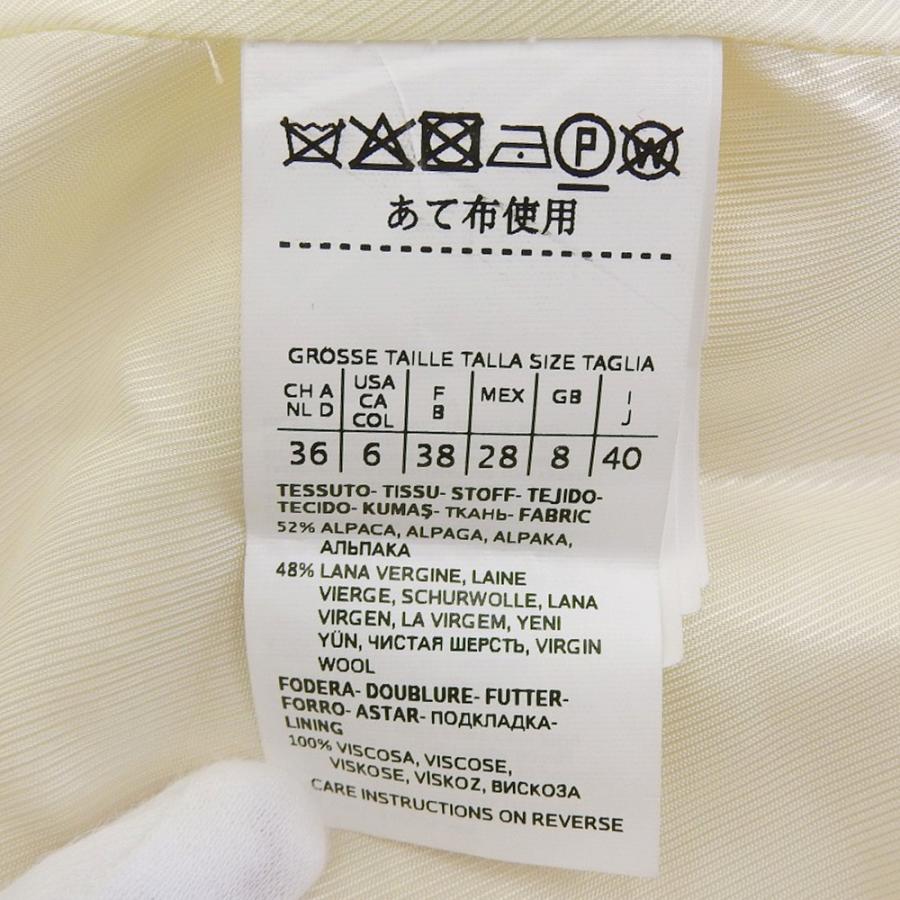 P W
あて布使用
GRÖSSE TAILLE TALLA SIZE TAGLIA
CH A NL D USA CA COL F B MEX GB I J
36 6 38 28 8 40
TESSUTO- TISSU- STOFF- TEJIDO-
TECIDO- KUMAŞ- ТКАНЬ- FABRIC
52% ALPACA, ALPAGA, ALPAKA,
АЛЬПАКА
48% LANA VERGINE, LAINE
VIERGE, SCHURWOLLE, LANA
VIRGEN, LA VIRGEM, YENI
YÜN, ЧИСТАЯ ШЕРСТЬ, VIRGIN
WOOL
FODERA- DOUBLURE- FUTTER-
FORRO- ASTAR- ПОДКЛАДКА-
LINING
100% VISCOSA, VISCOSE,
VISKOSE, VİSKOZ, ВИСКОЗА
CARE INSTRUCTIONS ON REVERSE